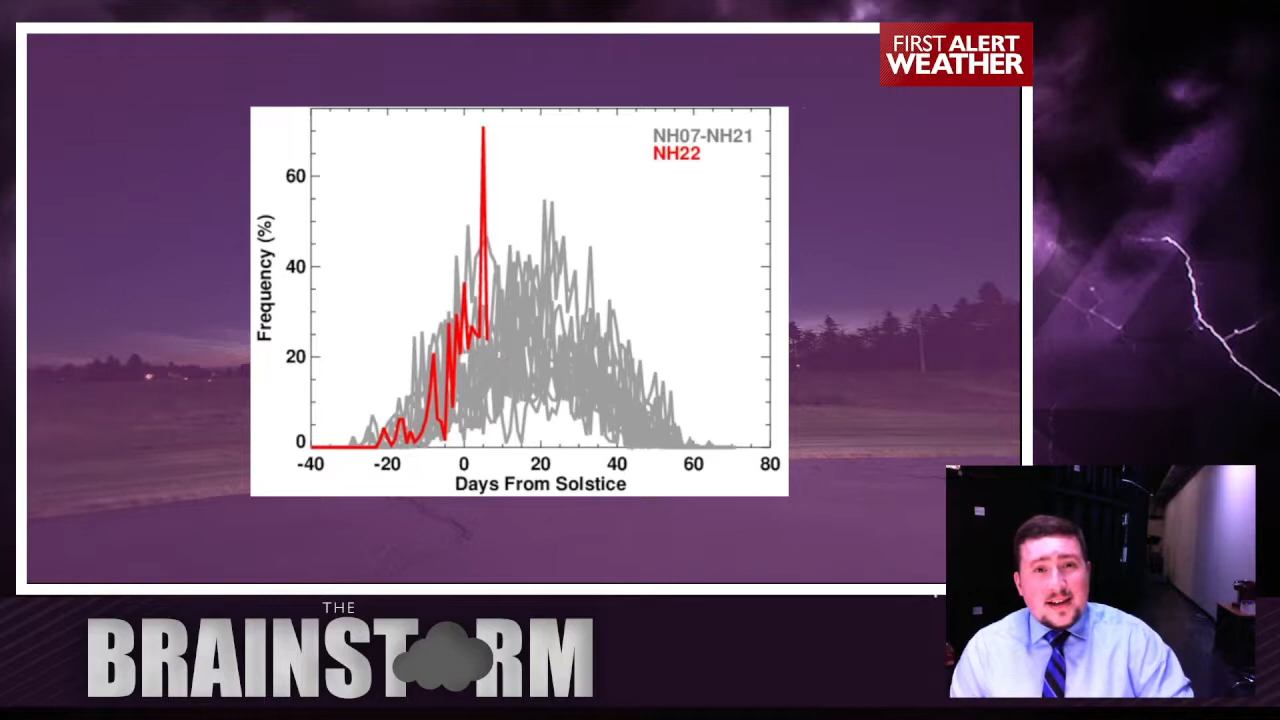 FIRST ALERT
WEATHER
NH07-NH21
NH22
60
40
20
0
Frequency (%)
-40 -20 0 20 40 60 80
Days From Solstice
THE
BRAINSTORM